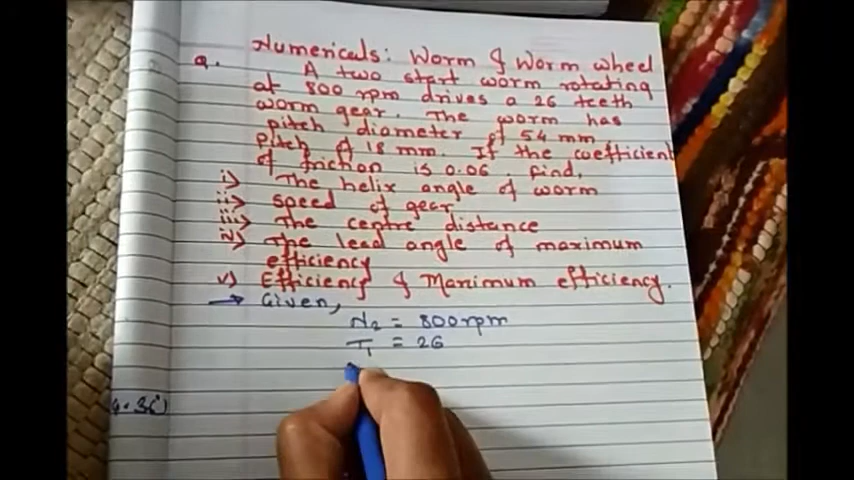 Numericals: Worm & Worm wheel
Q. A two start worm rotating
at 800 rpm drives a 26 teeth
worm gear. The worm has
pitch diameter of 54 mm
pitch of 18 mm. If the coefficient
of friction is 0.06. find,
i) The helix angle of worm
ii) speed of gear
iii) The centre distance
iv) The lead angle of maximum
efficiency
v) Efficiency & Maximum efficiency.
→ Given,
N2 = 800rpm
T1 = 26